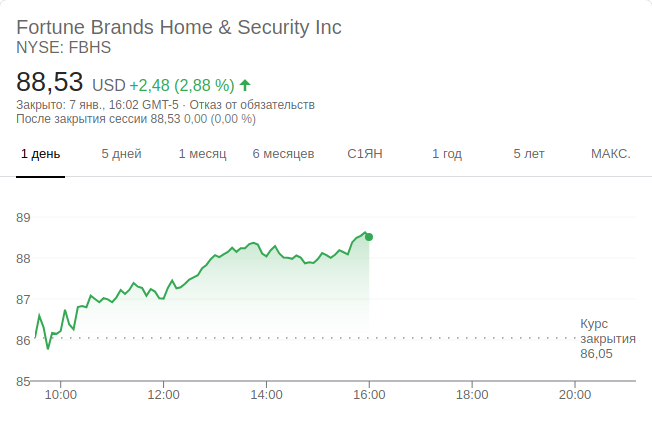 Fortune Brands Home & Security Inc
NYSE: FBHS
88,53 USD +2,48 (2,88 %)
Закрыто: 7 янв., 16:02 GMT-5 · Отказ от обязательств
После закрытия сессии 88,53 0,00 (0,00 %)
1 день 5 дней 1 месяц 6 месяцев С1ЯН 1 год 5 лет МАКС.
89
88
87
Курс
86 закрытия
86,05
85
10:00 12:00 14:00 16:00 18:00 20:00